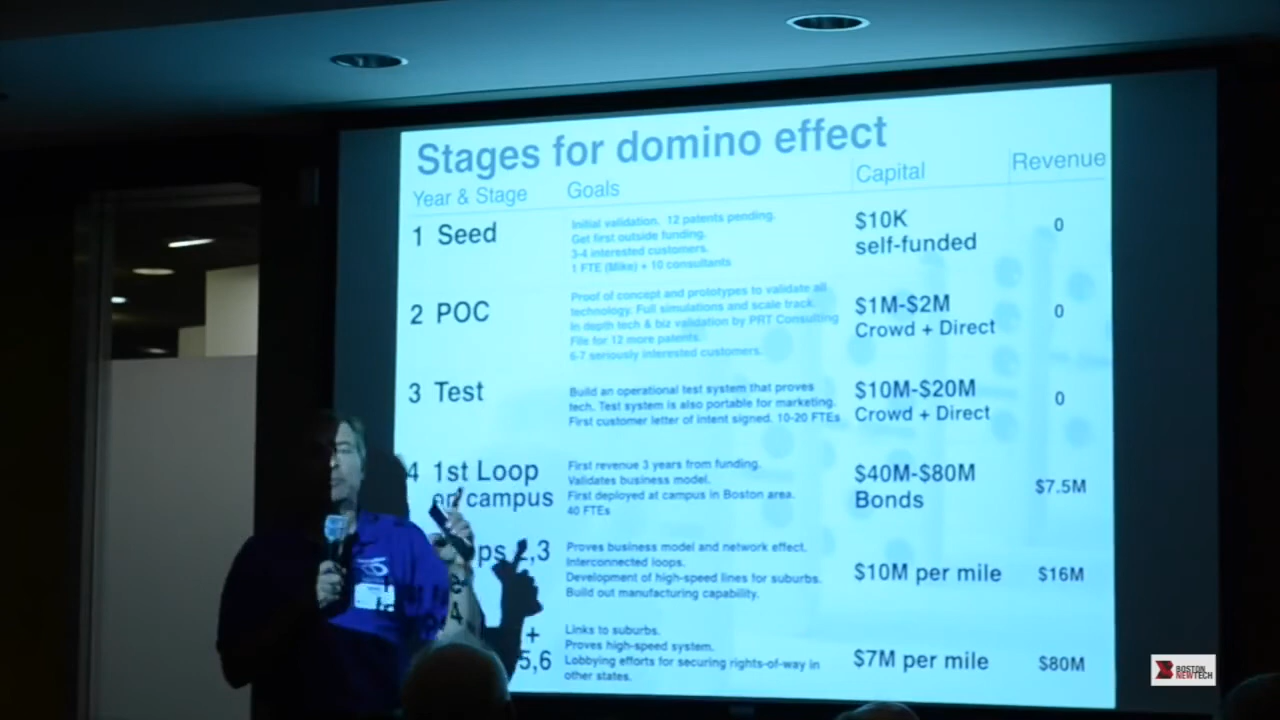 Stages for domino effect
Year & Stage Goals Capital Revenue
1 Seed
Initial validation. 12 patents pending.
Get first outside funding.
3-4 interested customers.
1 FTE (Mike) + 10 consultants
$10K
self-funded
0
2 POC
Proof of concept and prototypes to validate all
technology. Full simulations and scale track.
In depth tech & biz validation by PRT Consulting
File for 12 more patents.
6-7 seriously interested customers.
$1M-$2M
Crowd + Direct
0
3 Test
Build an operational test system that proves
tech. Test system is also portable for marketing.
First customer letter of intent signed. 10-20 FTEs
$10M-$20M
Crowd + Direct
0
4 1st Loop
on campus
First revenue 3 years from funding.
Validates business model.
First deployed at campus in Boston area.
40 FTEs
$40M-$80M
Bonds
$7.5M
ps 2,3
Proves business model and network effect.
Interconnected loops.
Development of high-speed lines for suburbs.
Build out manufacturing capability.
$10M per mile
$16M
4
+
5,6
Links to suburbs.
Proves high-speed system.
Lobbying efforts for securing rights-of-way in
other states.
$7M per mile
$80M
BOSTON
NEWTECH